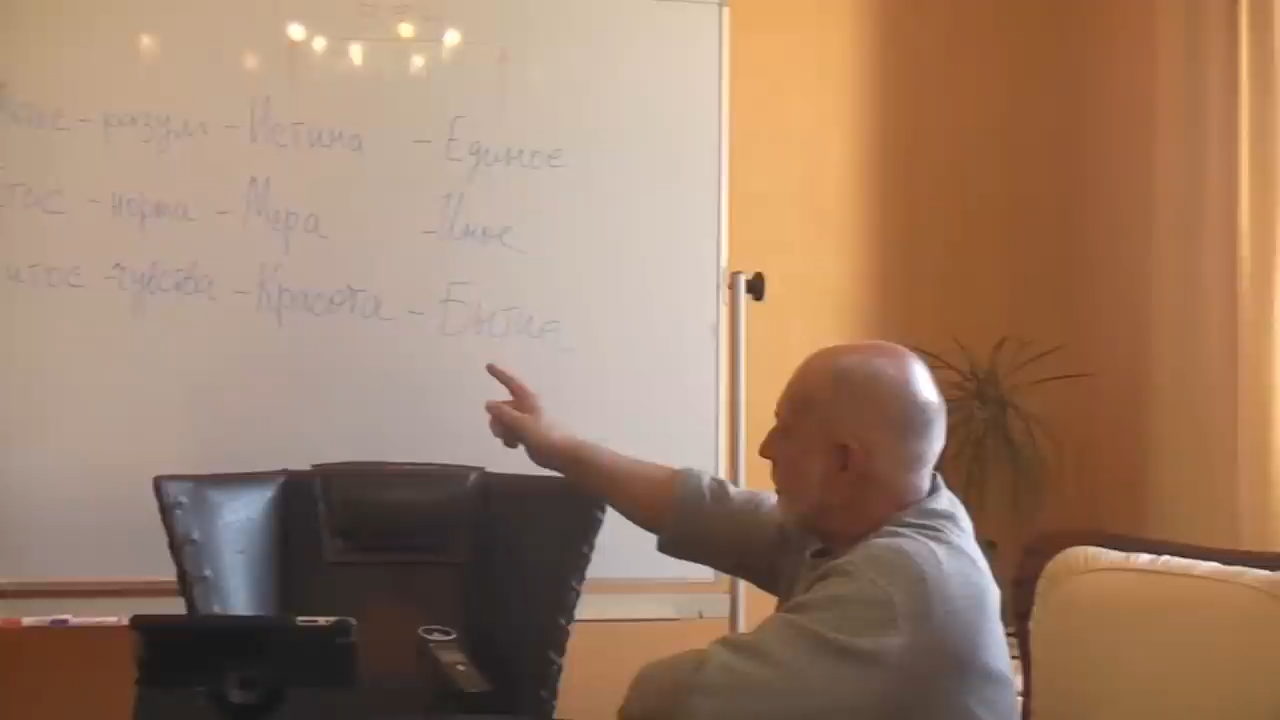 - разум - Истина - Единое
- норма - Мера - Иное
- чувства - Красота - Бытие